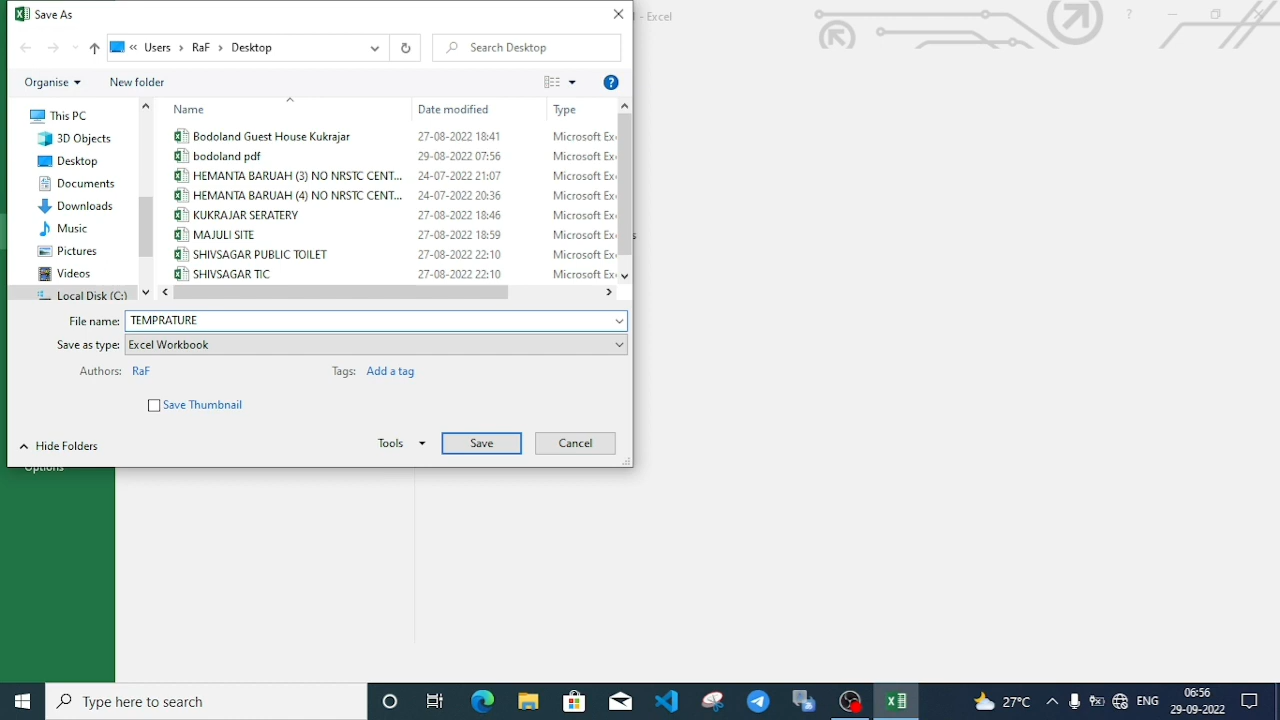 Save As
1 - Excel
?
« Users › RaF › Desktop
Search Desktop
Organise
New folder
This PC
3D Objects
Desktop
Documents
Downloads
Music
Pictures
Videos
Local Disk (C:)
Name Date modified Type
Bodoland Guest House Kukrajar 27-08-2022 18:41 Microsoft Ex
bodoland pdf 29-08-2022 07:56 Microsoft Ex
HEMANTA BARUAH (3) NO NRSTC CENT... 24-07-2022 21:07 Microsoft Ex
HEMANTA BARUAH (4) NO NRSTC CENT... 24-07-2022 20:36 Microsoft Ex
KUKRAJAR SERATERY 27-08-2022 18:46 Microsoft Ex
MAJULI SITE 27-08-2022 18:59 Microsoft Ex
SHIVSAGAR PUBLIC TOILET 27-08-2022 22:10 Microsoft Ex
SHIVSAGAR TIC 27-08-2022 22:10 Microsoft Ex
s
File name: TEMPRATURE
Save as type: Excel Workbook
Authors: RaF
Tags: Add a tag
Save Thumbnail
Hide Folders
Tools
Save
Cancel
Options
Type here to search
27°C
ENG
06:56
29-09-2022